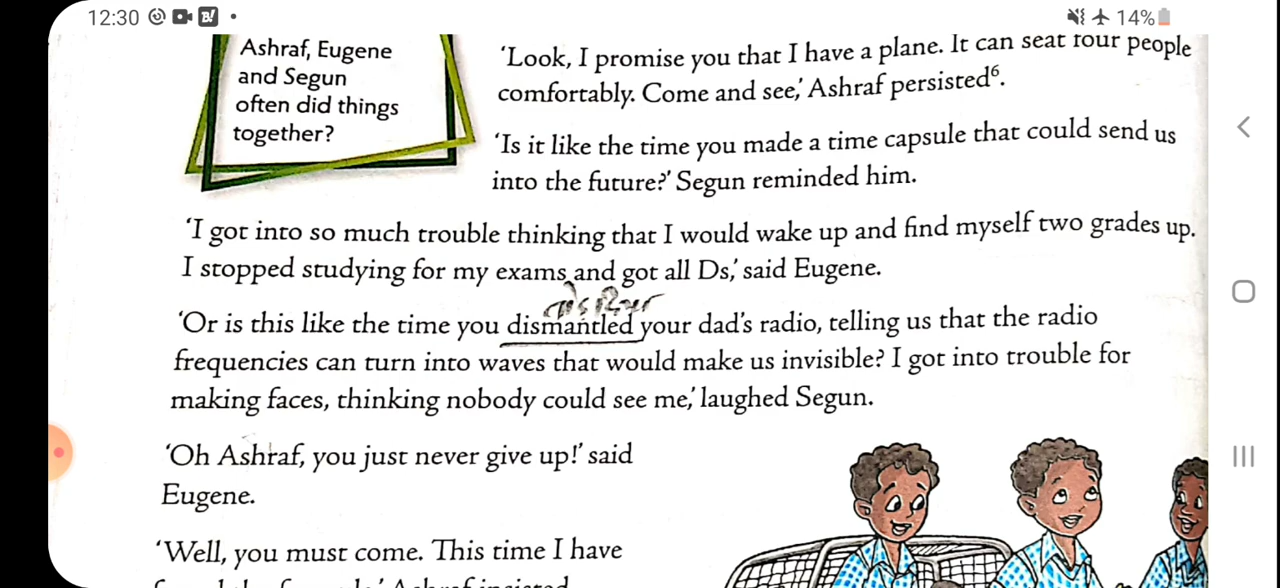 12:30
14%
Ashraf, Eugene
and Segun
often did things
together?
'Look, I promise you that I have a plane. It can seat four people
comfortably. Come and see,' Ashraf persisted⁶.
'Is it like the time you made a time capsule that could send us
into the future?' Segun reminded him.
'I got into so much trouble thinking that I would wake up and find myself two grades up.
I stopped studying for my exams and got all Ds,' said Eugene.
'Or is this like the time you dismantled your dad's radio, telling us that the radio
frequencies can turn into waves that would make us invisible? I got into trouble for
making faces, thinking nobody could see me,' laughed Segun.
'Oh Ashraf, you just never give up!' said
Eugene.
'Well, you must come. This time I have